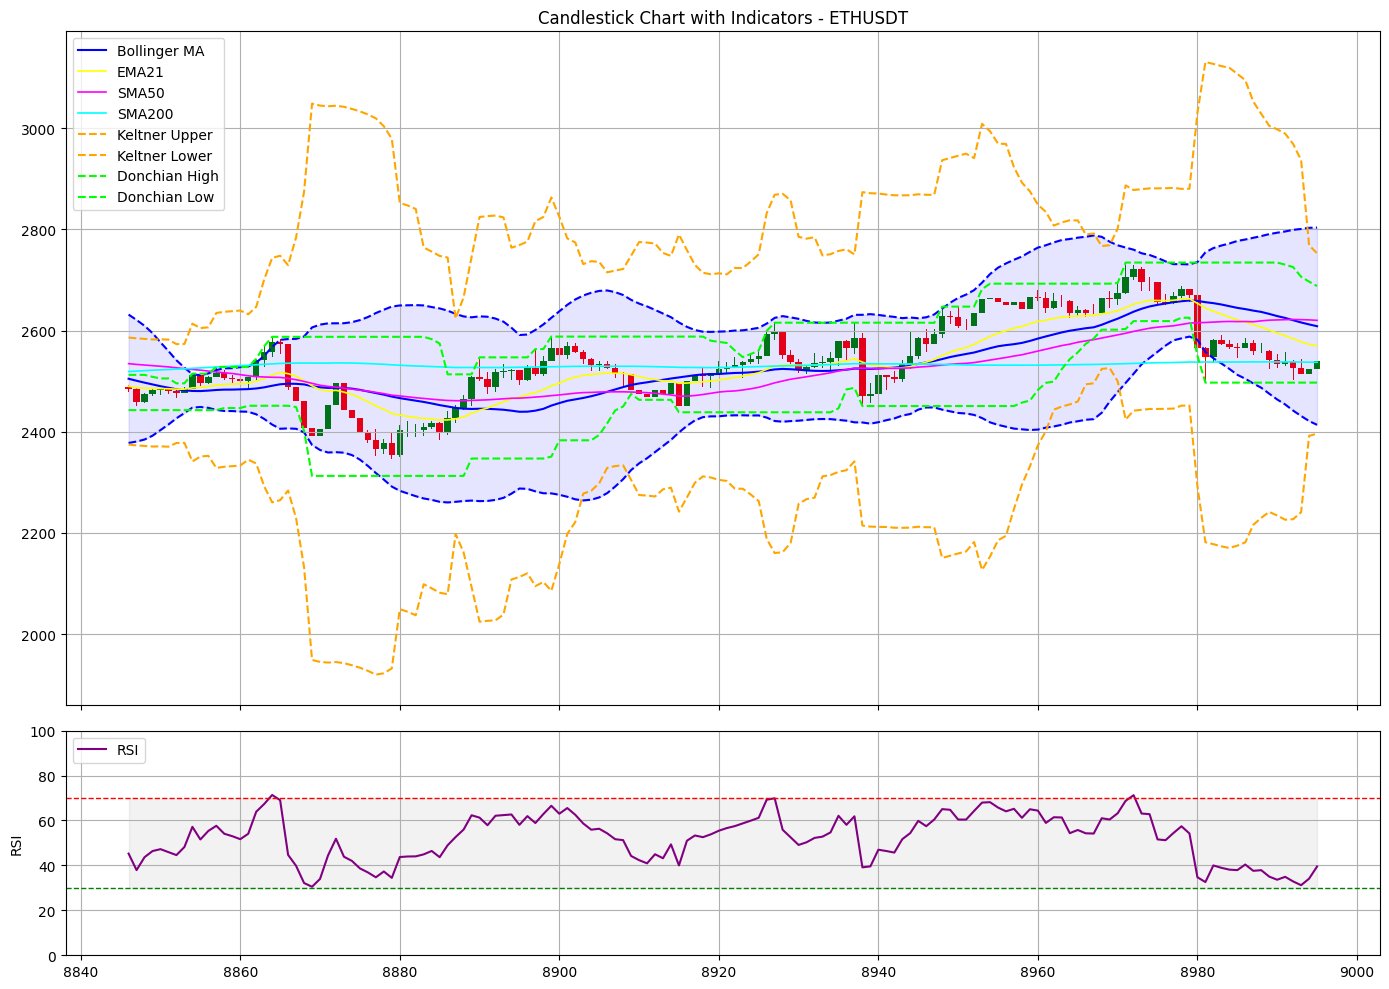 Candlestick Chart with Indicators - ETHUSDT
Bollinger MA
EMA21
SMA50
SMA200
Keltner Upper
Keltner Lower
Donchian High
Donchian Low
3000
2800
2600
2400
2200
2000
RSI
100
80
60
40
20
0
RSI
8840
8860
8880
8900
8920
8940
8960
8980
9000